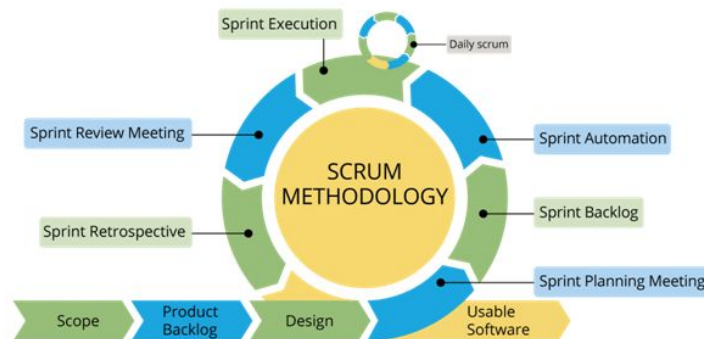 Sprint Execution
Daily scrum
Sprint Review Meeting
Sprint Automation
SCRUM
METHODOLOGY
Sprint Retrospective
Sprint Backlog
Sprint Planning Meeting
Scope
Product
Backlog
Design
Usable
Software